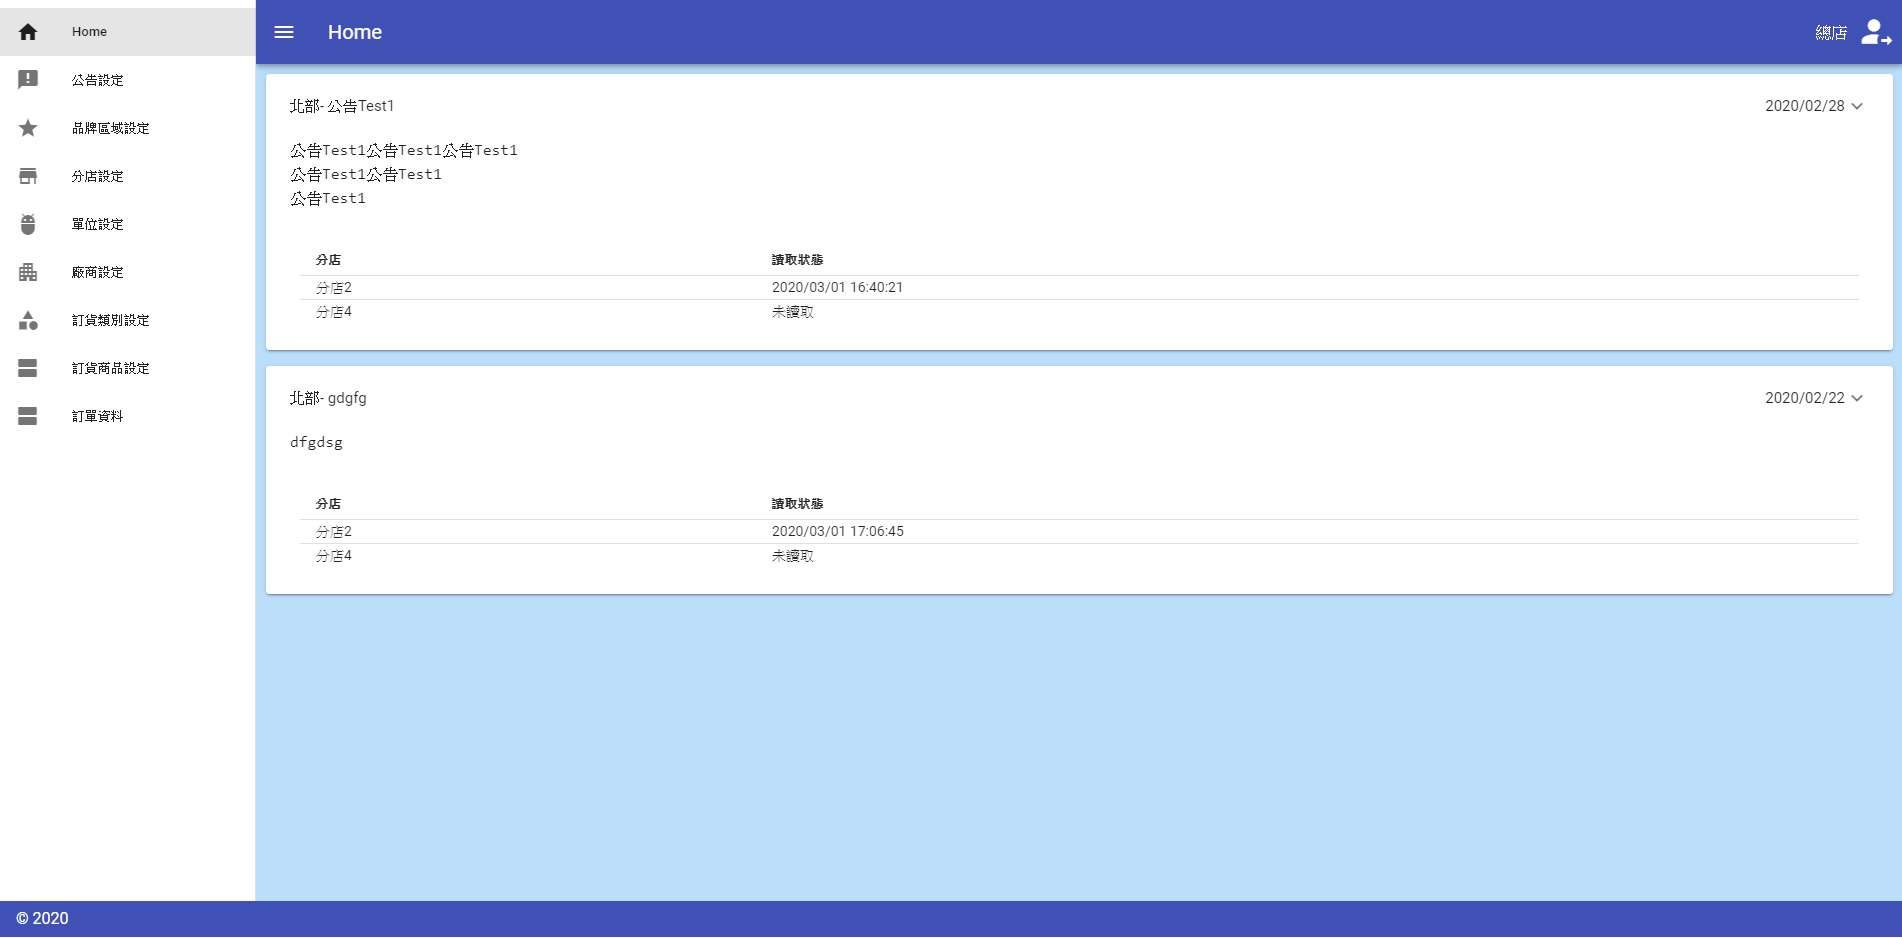 Home
公告設定
品牌區域設定
分店設定
單位設定
廠商設定
訂貨類別設定
訂貨商品設定
訂單資料
Home
總店
北部- 公告Test1
2020/02/28
公告Test1公告Test1公告Test1
公告Test1公告Test1
公告Test1
分店 讀取狀態
分店2 2020/03/01 16:40:21
分店4 未讀取
北部- gdgfg
2020/02/22
dfgdsg
分店 讀取狀態
分店2 2020/03/01 17:06:45
分店4 未讀取
© 2020